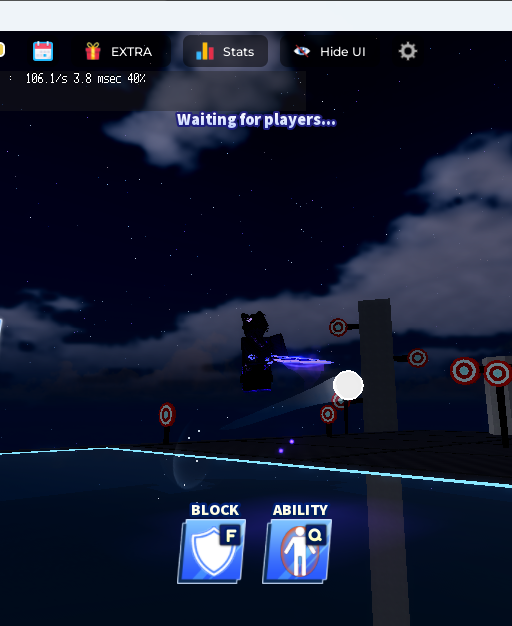 EXTRA
Stats
Hide UI
: 106.1/s 3.8 msec 40%
Waiting for players...
BLOCK
ABILITY
F
Q